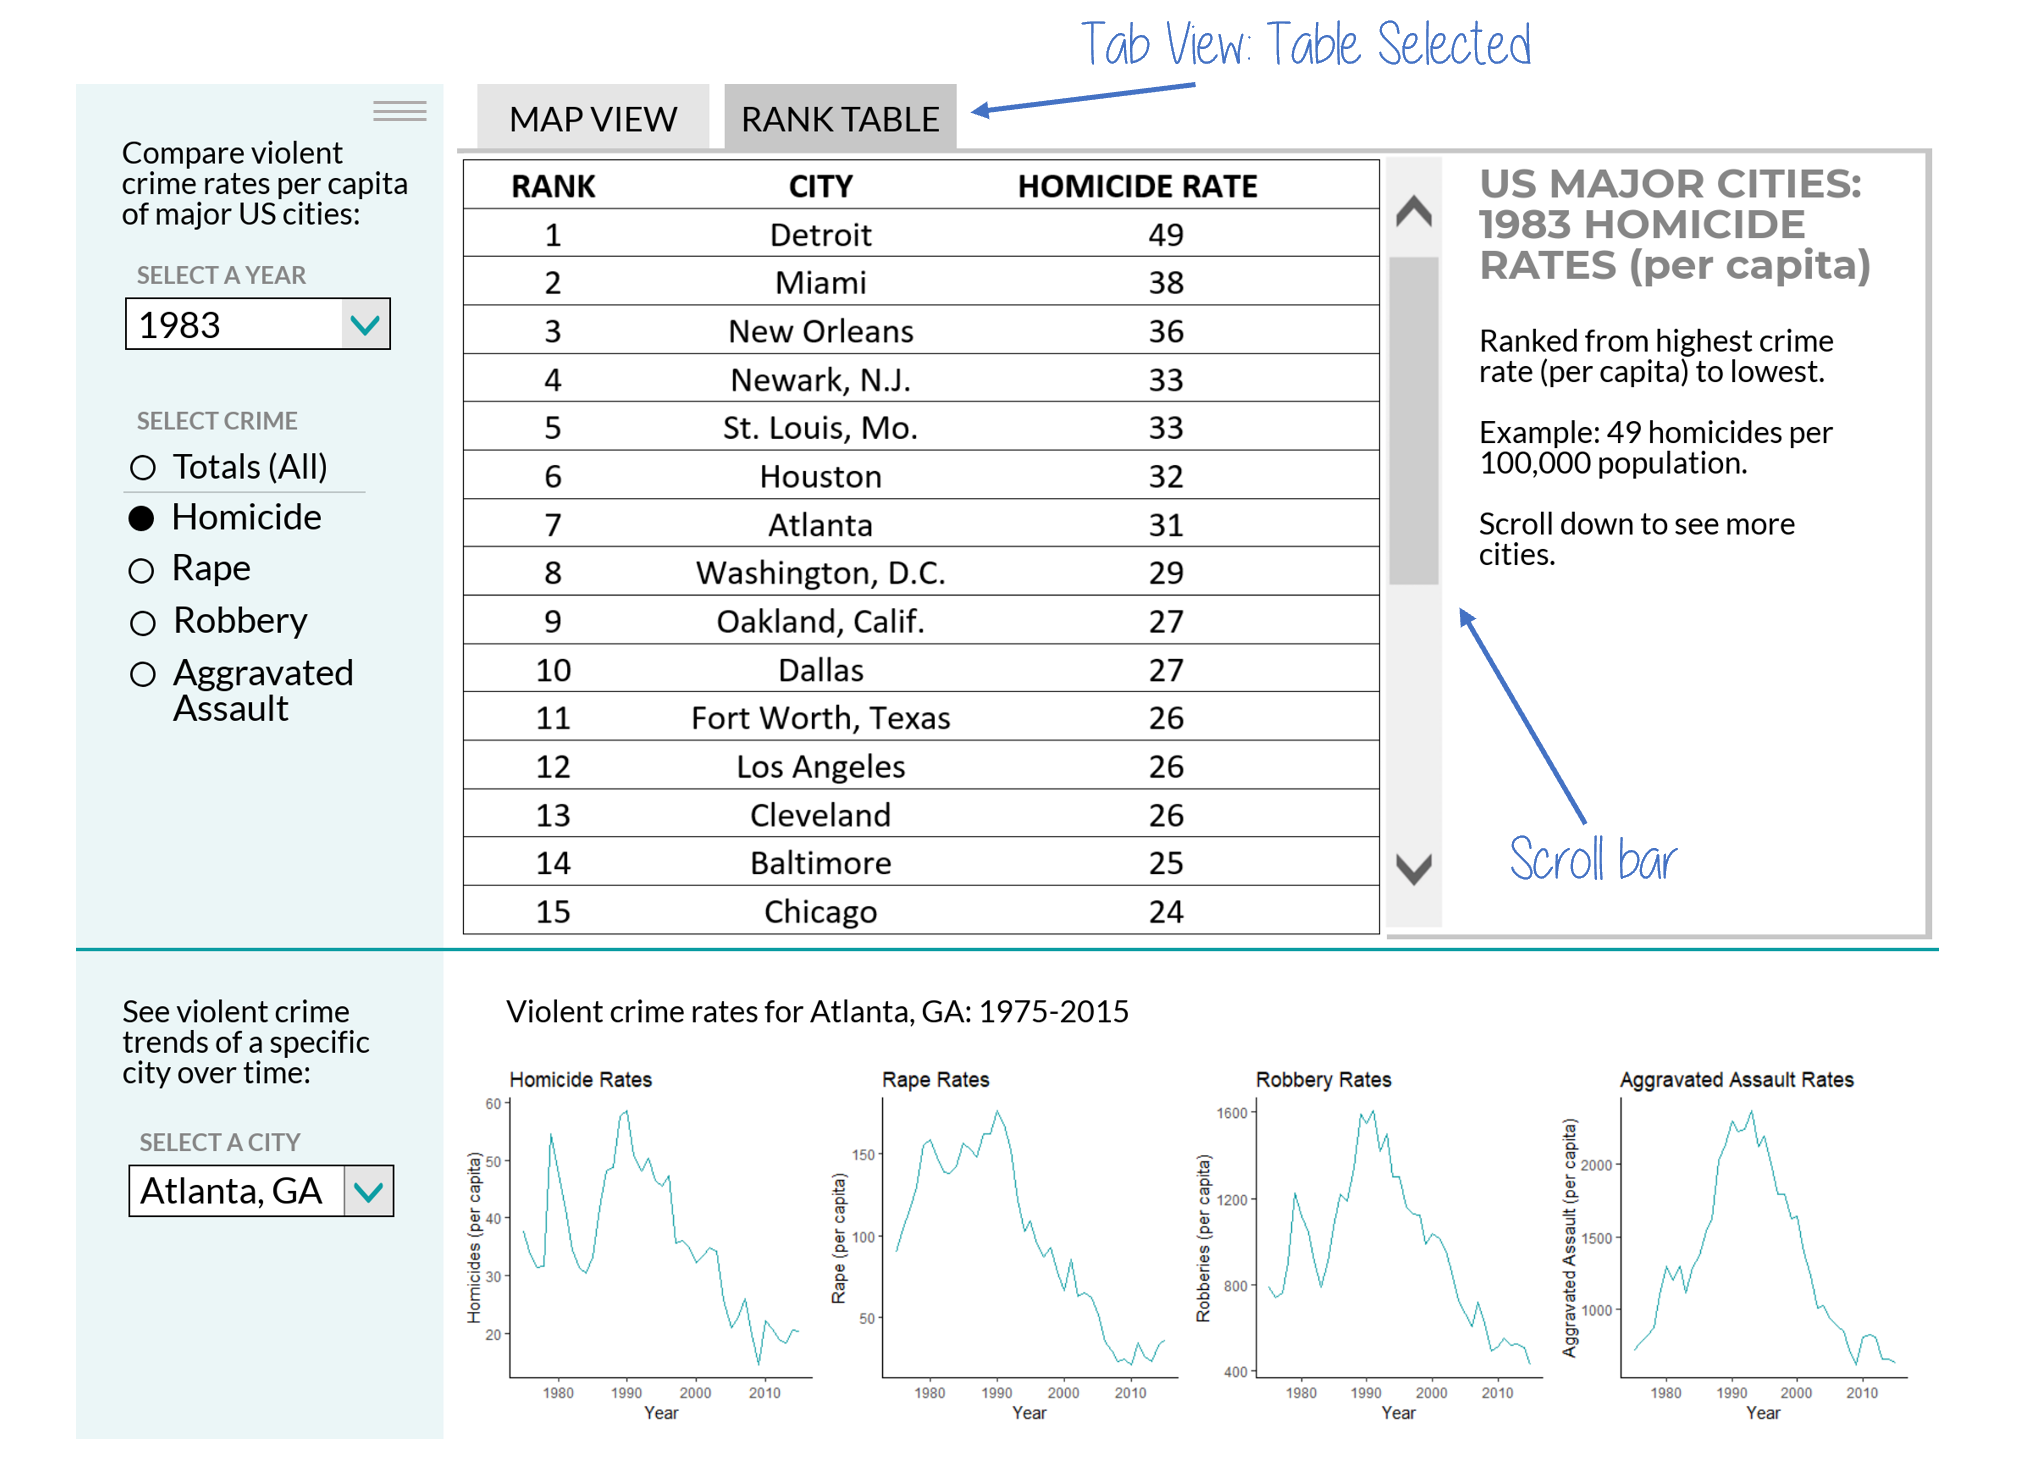 Tab View: Table Selected
MAP VIEW
RANK TABLE
Compare violent
crime rates per capita
of major US cities:
SELECT A YEAR
1983
SELECT CRIME
Totals (All)
Homicide
Rape
Robbery
Aggravated
Assault
RANK CITY HOMICIDE RATE
1 Detroit 49
2 Miami 38
3 New Orleans 36
4 Newark, N.J. 33
5 St. Louis, Mo. 33
6 Houston 32
7 Atlanta 31
8 Washington, D.C. 29
9 Oakland, Calif. 27
10 Dallas 27
11 Fort Worth, Texas 26
12 Los Angeles 26
13 Cleveland 26
14 Baltimore 25
15 Chicago 24
US MAJOR CITIES:
1983 HOMICIDE
RATES (per capita)
Ranked from highest crime
rate (per capita) to lowest.
Example: 49 homicides per
100,000 population.
Scroll down to see more
cities.
Scroll bar
See violent crime
trends of a specific
city over time:
SELECT A CITY
Atlanta, GA
Violent crime rates for Atlanta, GA: 1975-2015
Homicide Rates
Homicides (per capita)
60
50
40
30
20
1980 1990 2000 2010
Year
Rape Rates
Rape (per capita)
150
100
50
1980 1990 2000 2010
Year
Robbery Rates
Robberies (per capita)
1600
1200
800
400
1980 1990 2000 2010
Year
Aggravated Assault Rates
Aggravated Assault (per capita)
2000
1500
1000
1980 1990 2000 2010
Year